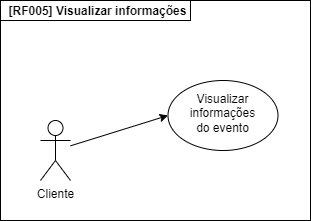 [RF005] Visualizar informações
Visualizar
informações
do evento
Cliente